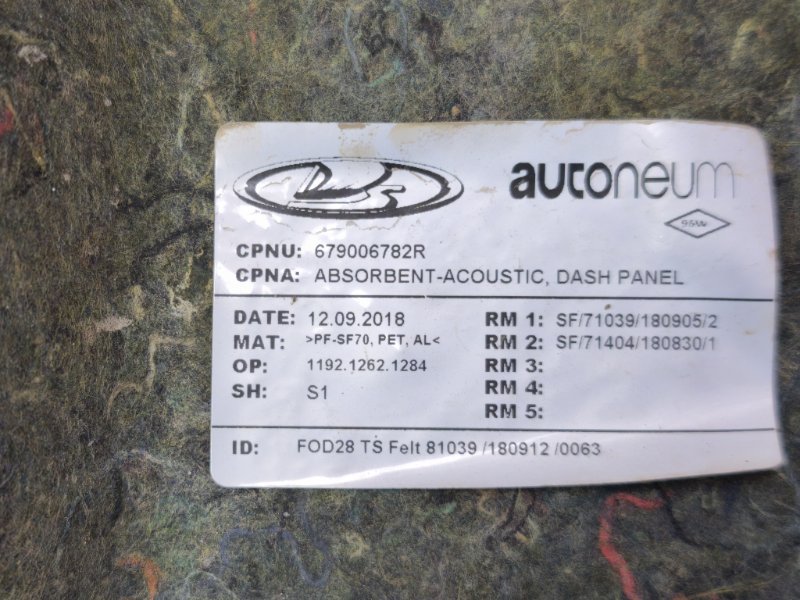 autoneum
CPNU: 679006782R
CPNA: ABSORBENT-ACOUSTIC, DASH PANEL
DATE: 12.09.2018 RM 1: SF/71039/180905/2
MAT: >PF-SF70, PET, AL< RM 2: SF/71404/180830/1
OP: 1192.1262.1284 RM 3:
SH: S1 RM 4:
RM 5:
ID: FOD28 TS Felt 81039 /180912 /0063